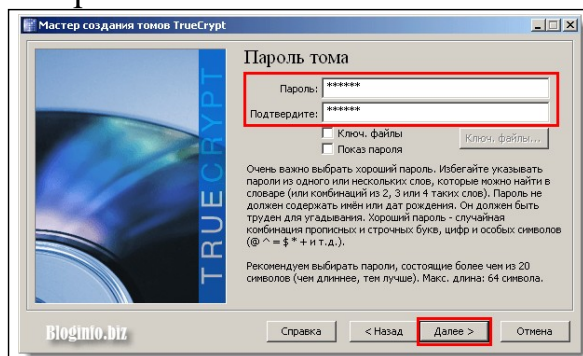 Мастер создания томов TrueCrypt
TRUECRYPT
Пароль тома
Пароль: ******
Подтвердите: ******
Ключ. файлы
Ключ. файлы...
Показ пароля
Очень важно выбрать хороший пароль. Избегайте указывать
пароли из одного или нескольких слов, которые можно найти в
словаре (или комбинаций из 2, 3 или 4 таких слов). Пароль не
должен содержать имён или дат рождения. Он должен быть
труден для угадывания. Хороший пароль - случайная
комбинация прописных и строчных букв, цифр и особых символов
(@ ^ = $ * + и т.д.).
Рекомендуем выбирать пароли, состоящие более чем из 20
символов (чем длиннее, тем лучше). Макс. длина: 64 символа.
Bloginfo.biz
Справка
< Назад
Далее >
Отмена